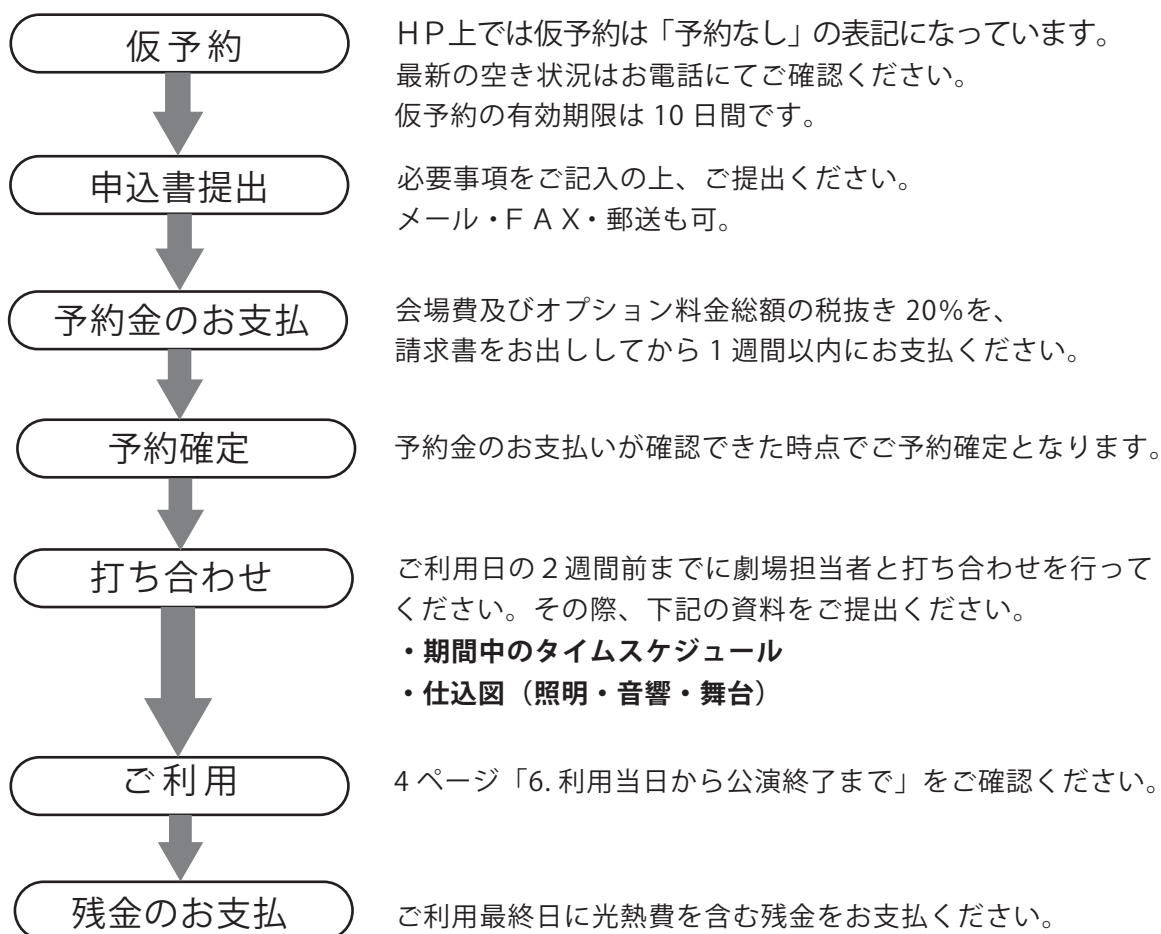 仮予約
ＨＰ上では仮予約は「予約なし」の表記になっています。
最新の空き状況はお電話にてご確認ください。
仮予約の有効期限は 10 日間です。
申込書提出
必要事項をご記入の上、ご提出ください。
メール・ＦＡＸ・郵送も可。
予約金のお支払
会場費及びオプション料金総額の税抜き 20％を、
請求書をお出ししてから 1 週間以内にお支払ください。
予約確定
予約金のお支払いが確認できた時点でご予約確定となります。
打ち合わせ
ご利用日の 2 週間前までに劇場担当者と打ち合わせを行って
ください。その際、下記の資料をご提出ください。
・期間中のタイムスケジュール
・仕込図（照明・音響・舞台）
ご利用
4 ページ「6. 利用当日から公演終了まで」をご確認ください。
残金のお支払
ご利用最終日に光熱費を含む残金をお支払ください。